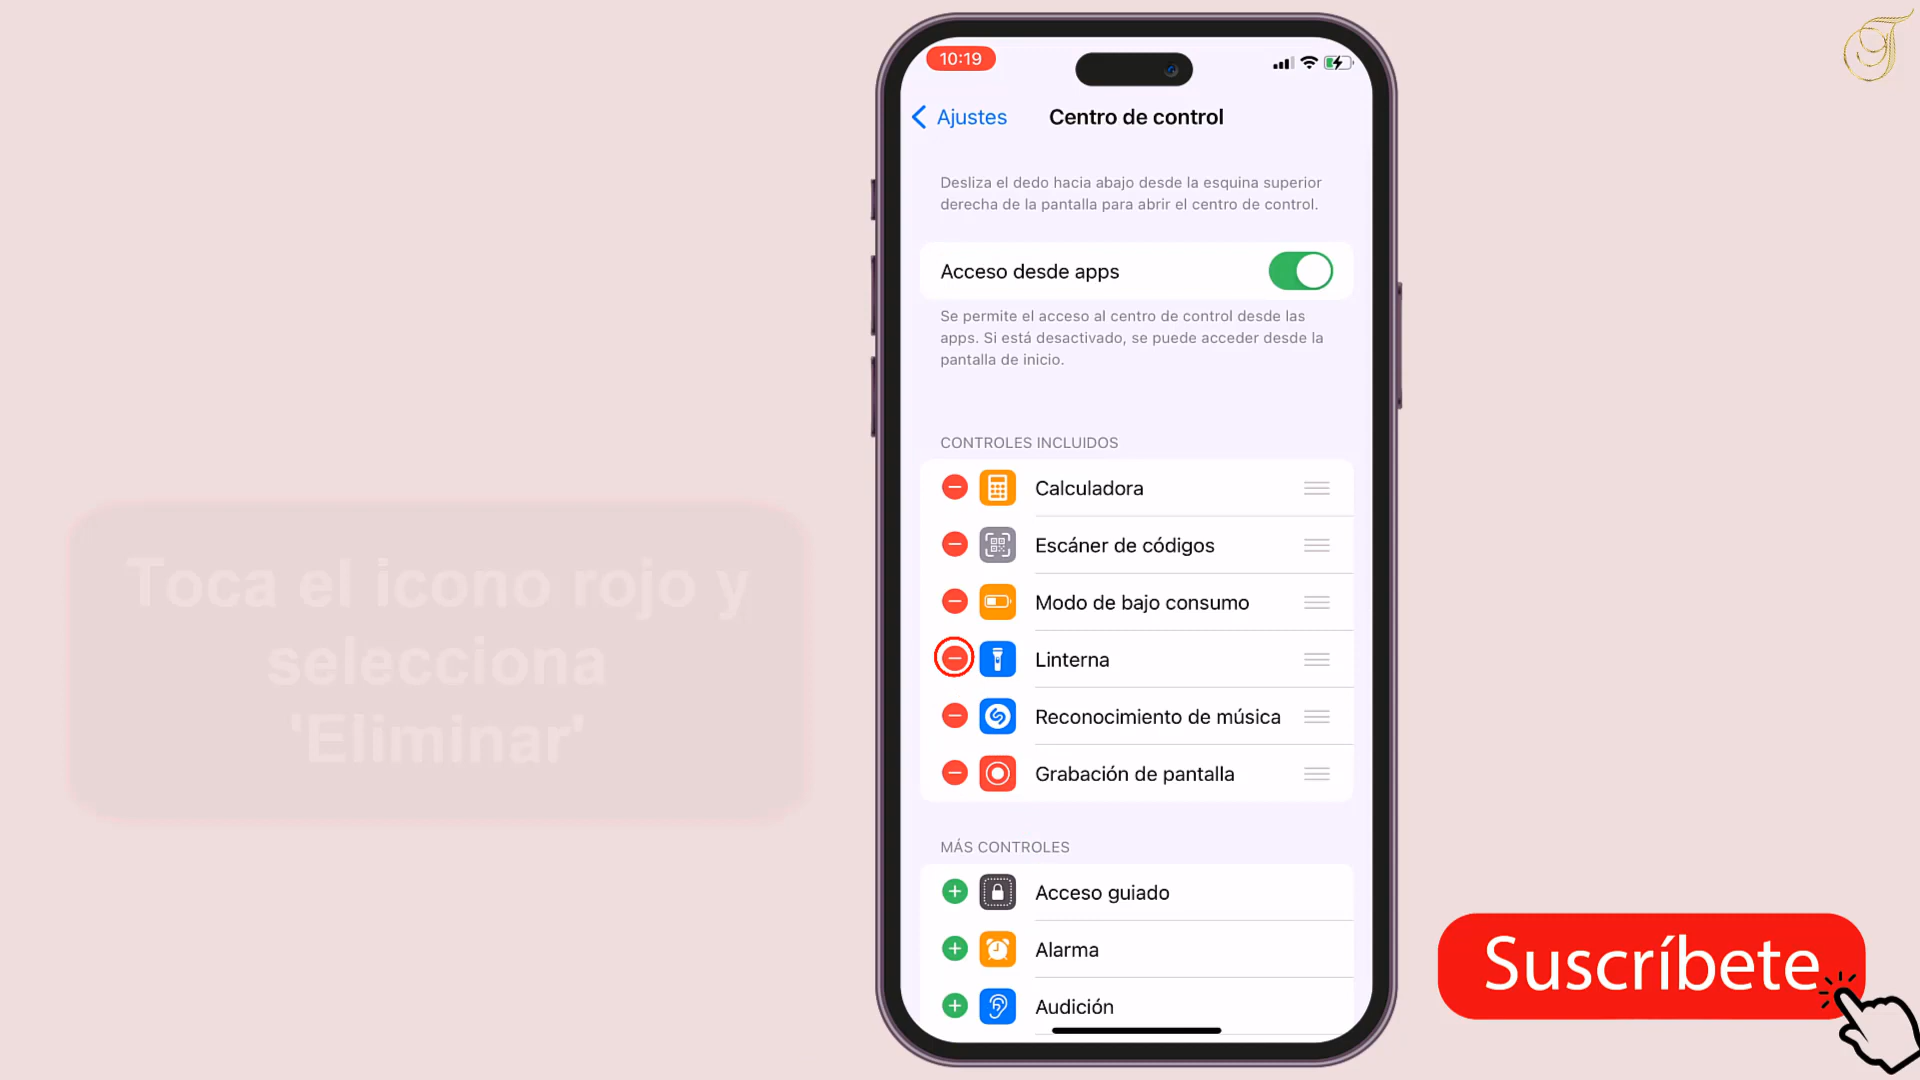 10:19
Ajustes
Centro de control
Desliza el dedo hacia abajo desde la esquina superior
derecha de la pantalla para abrir el centro de control.
Acceso desde apps
Se permite el acceso al centro de control desde las
apps. Si está desactivado, se puede acceder desde la
pantalla de inicio.
CONTROLES INCLUIDOS
Calculadora
Escáner de códigos
Modo de bajo consumo
Linterna
Reconocimiento de música
Grabación de pantalla
MÁS CONTROLES
Acceso guiado
Alarma
Audición
Toca el icono rojo y
selecciona
'Eliminar'
Suscríbete